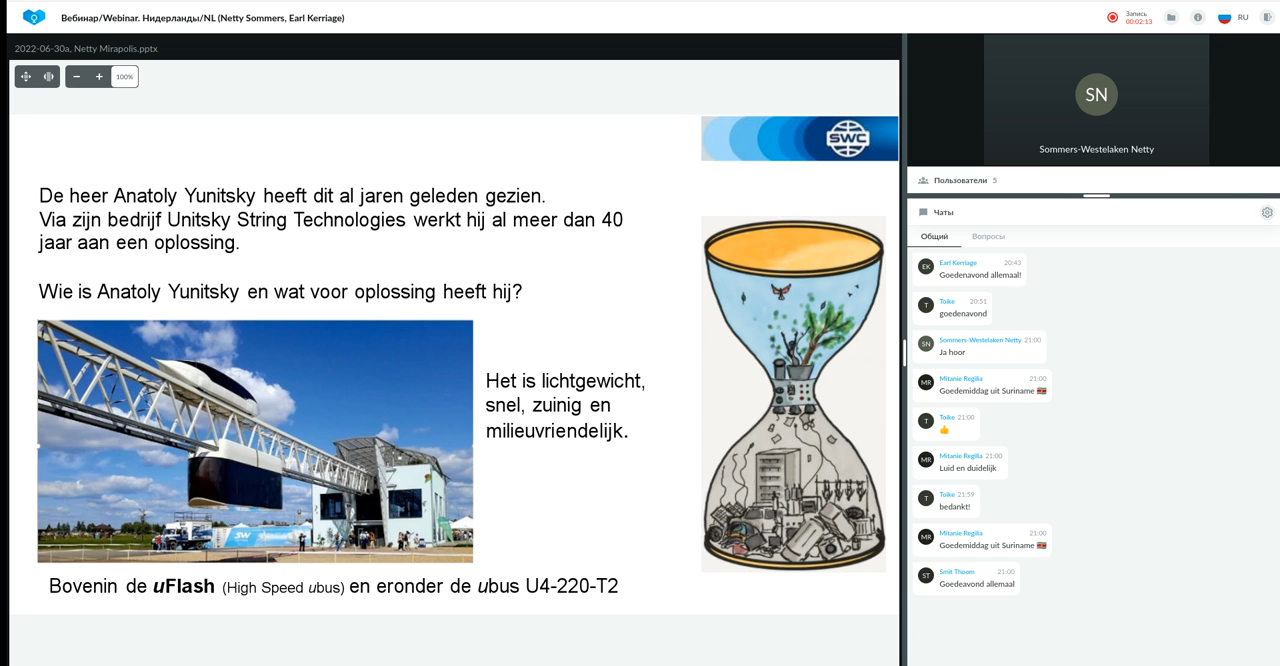 Вебинар/Webinar. Нидерланды/NL (Netty Sommers, Earl Kerriage)
Запись
00:02:13
RU
2022-06-30a, Netty Mirapolis.pptx
100%
SWC
De heer Anatoly Yunitsky heeft dit al jaren geleden gezien.
Via zijn bedrijf Unitsky String Technologies werkt hij al meer dan 40
jaar aan een oplossing.
Wie is Anatoly Yunitsky en wat voor oplossing heeft hij?
Het is lichtgewicht,
snel, zuinig en
milieuvriendelijk.
Bovenin de uFlash (High Speed ubus) en eronder de ubus U4-220-T2
SN
Sommers-Westelaken Netty
Пользователи 5
Чаты
Общий Вопросы
EK Earl Kerriage 20:43
Goedenavond allemaal!
T Toike 20:51
goedenavond
SN Sommers-Westelaken Netty 21:00
Ja hoor
MR Mitanie Regilia 21:00
Goedemiddag uit Suriname 🇸🇷
T Toike 21:00
👍
MR Mitanie Regilia 21:00
Luid en duidelijk
T Toike 21:59
bedankt!
MR Mitanie Regilia 21:00
Goedemiddag uit Suriname 🇸🇷
ST Smit Thoom 21:00
Goedeavond allemaal